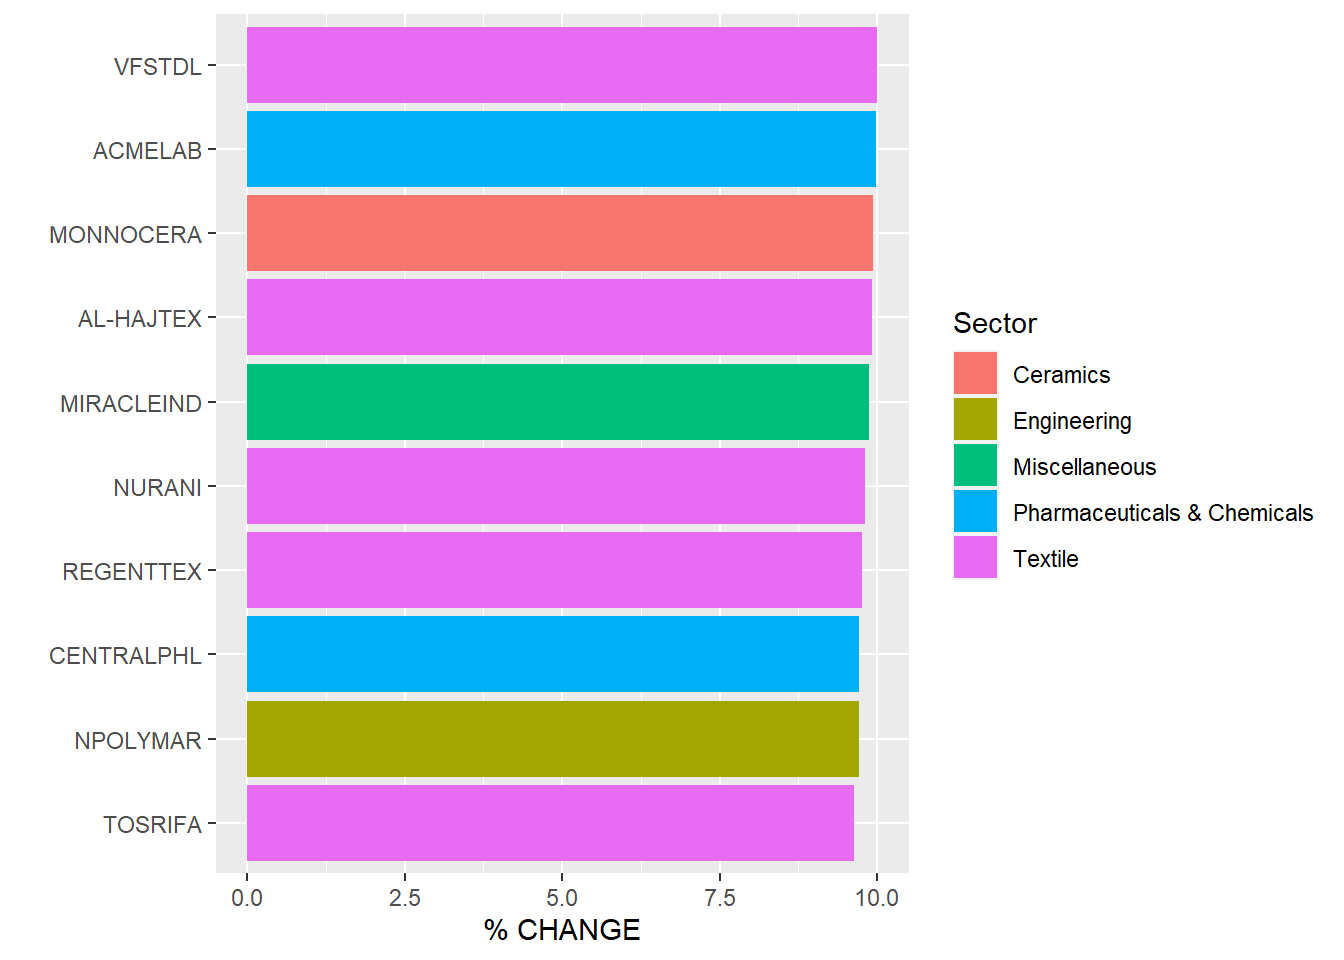 VFSTDL
ACMELAB
MONNOCERA
AL-HAJTEX
MIRACLEIND
NURANI
REGENTTEX
CENTRALPHL
NPOLYMAR
TOSRIFA
0.0 2.5 5.0 7.5 10.0
% CHANGE
Sector
Ceramics
Engineering
Miscellaneous
Pharmaceuticals & Chemicals
Textile